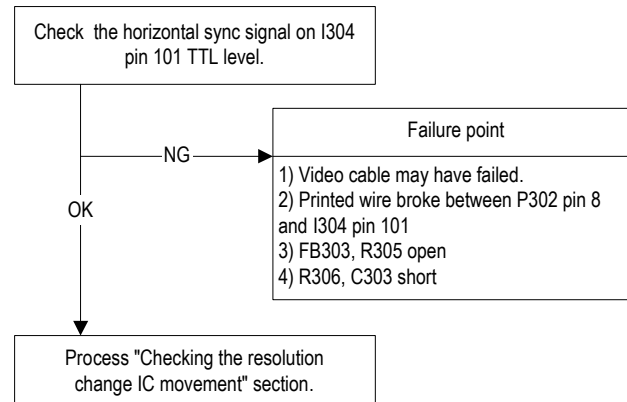 Check the horizontal sync signal on I304
pin 101 TTL level.
NG
Failure point
1) Video cable may have failed.
2) Printed wire broke between P302 pin 8
and I304 pin 101
3) FB303, R305 open
4) R306, C303 short
OK
Process "Checking the resolution
change IC movement" section.